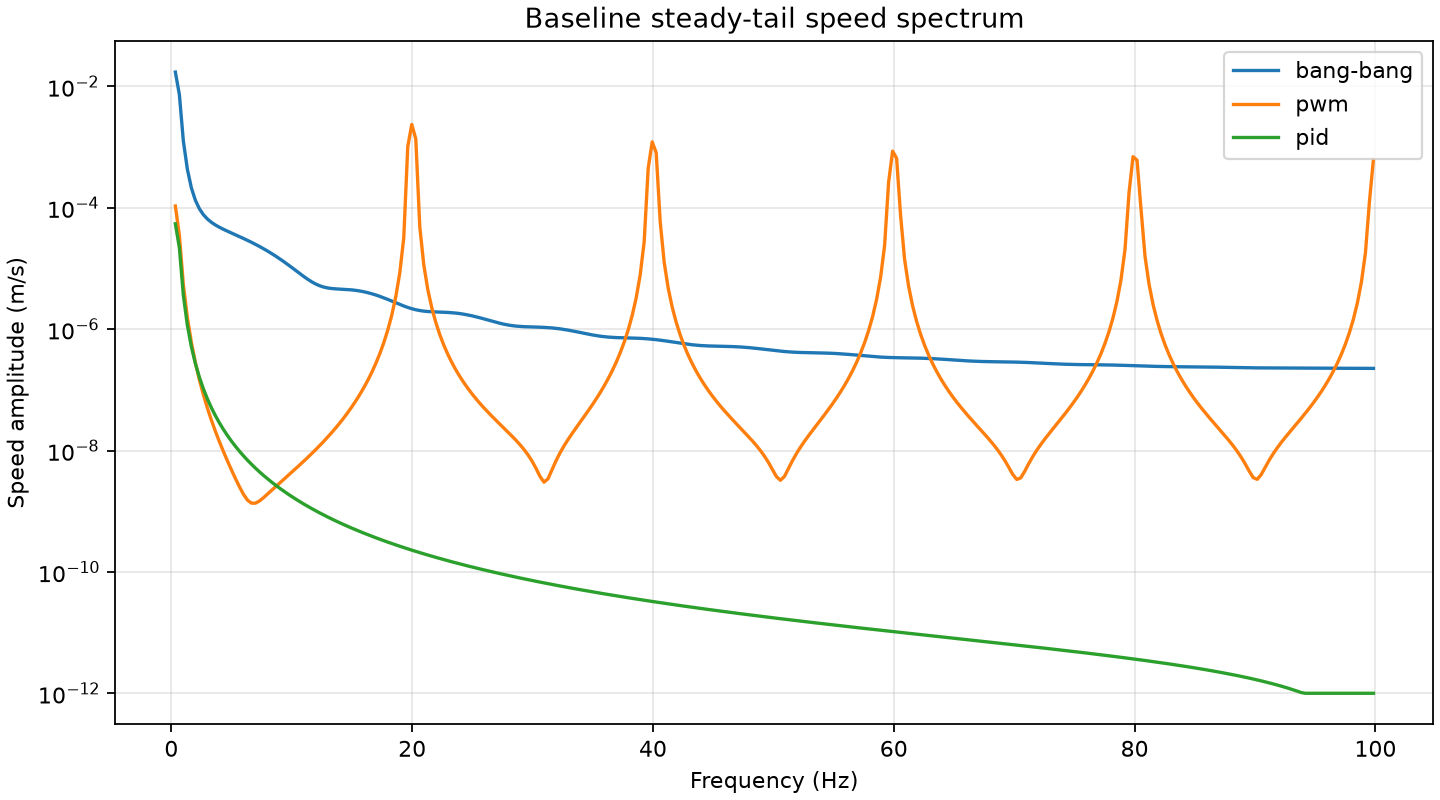 Baseline steady-tail speed spectrum
bang-bang
pwm
pid
Speed amplitude (m/s)
10⁻²
10⁻⁴
10⁻⁶
10⁻⁸
10⁻¹⁰
10⁻¹²
0 20 40 60 80 100
Frequency (Hz)